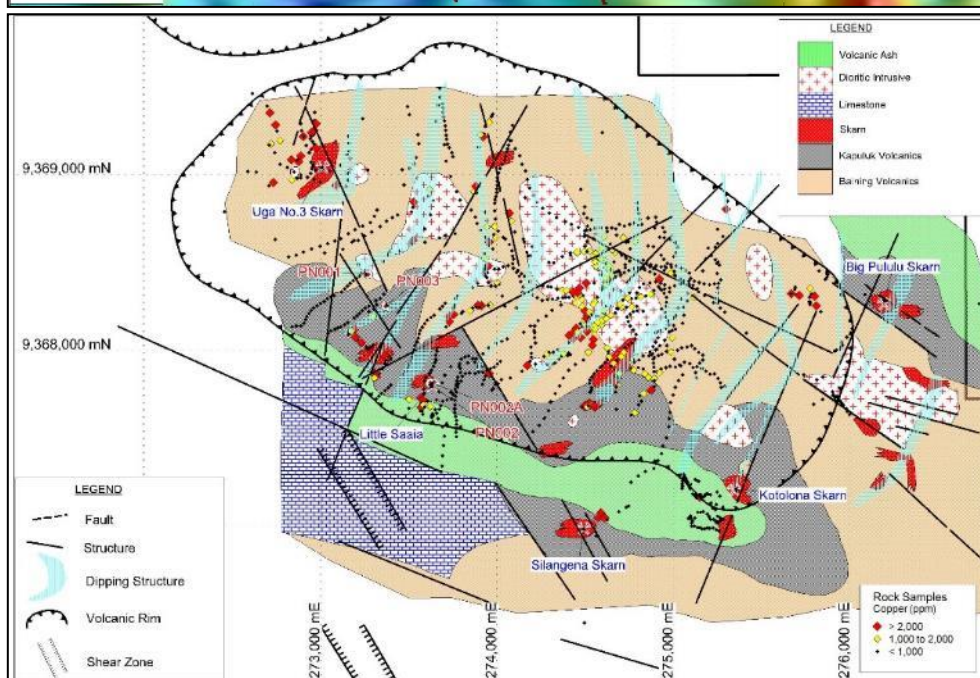 LEGEND
Volcanic Ash
Dioritic Intrusive
Limestone
Skarn
Kapuluk Volcanics
Baining Volcanics
9,369,000 mN
Uga No.3 Skarn
Big Pululu Skarn
PN001
PN003
9,368,000 mN
PN002A
PN002
Little Saaia
Kotolona Skarn
Silangena Skarn
LEGEND
Fault
Structure
Dipping Structure
Volcanic Rim
Shear Zone
273,000 mE
274,000 mE
275,000 mE
276,000 mE
Rock Samples
Copper (ppm)
> 2,000
1,000 to 2,000
< 1,000